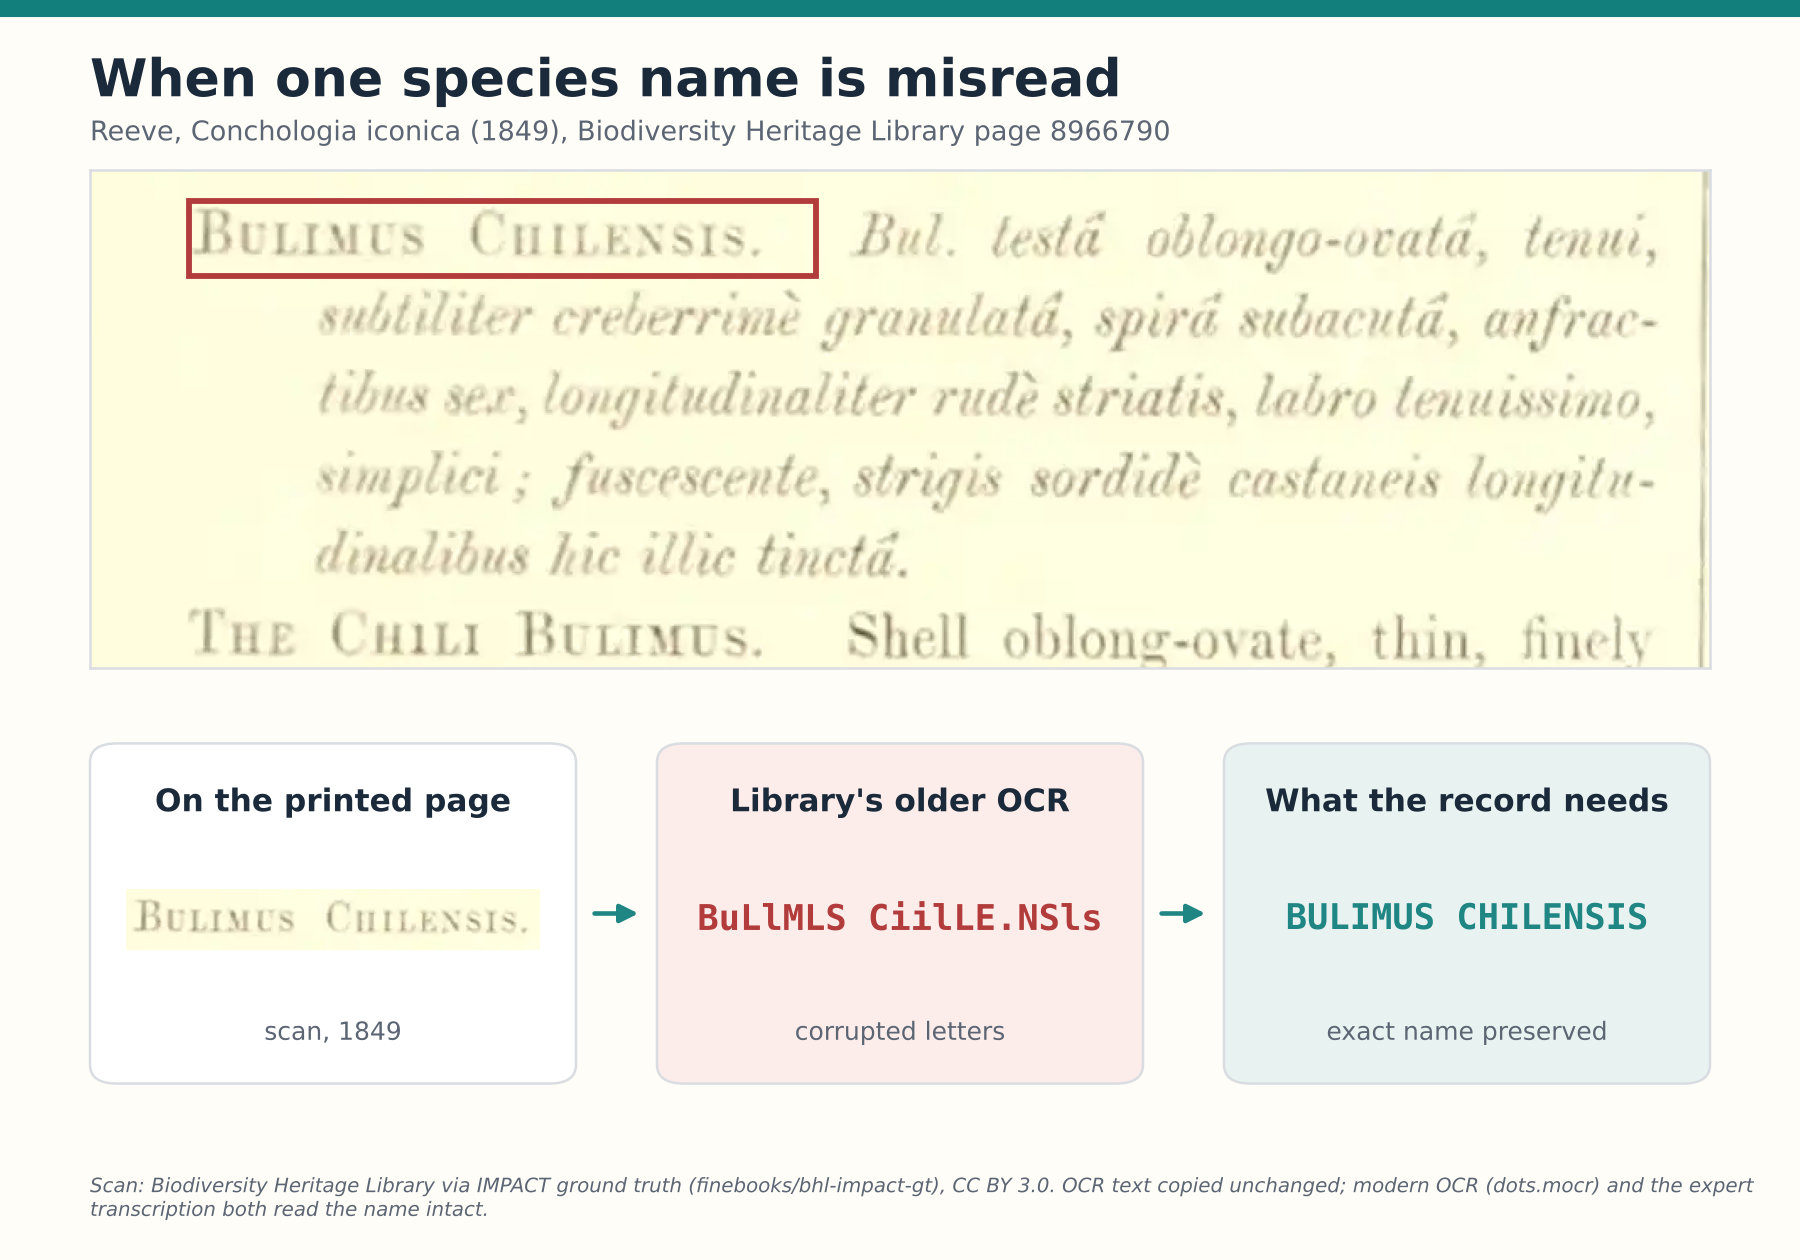 When one species name is misread
Reeve, Conchologia iconica (1849), Biodiversity Heritage Library page 8966790
BULIMUS CHILENSIS. Bul. testâ oblongo-ovatâ, tenui,
subtiliter creberrimè granulatâ, spirâ subacutâ, anfrac-
tibus sex, longitudinaliter rudè striatis, labro tenuissimo,
simplici; fuscescente, strigis sordidè castaneis longitu-
dinalibus hic illic tinctâ.
THE CHILI BULIMUS. Shell oblong-ovate, thin, finely
On the printed page
BULIMUS CHILENSIS.
scan, 1849
Library's older OCR
BuLlMLS CiilLE.NSls
corrupted letters
What the record needs
BULIMUS CHILENSIS
exact name preserved
Scan: Biodiversity Heritage Library via IMPACT ground truth (finebooks/bhl-impact-gt), CC BY 3.0. OCR text copied unchanged; modern OCR (dots.mocr) and the expert
transcription both read the name intact.